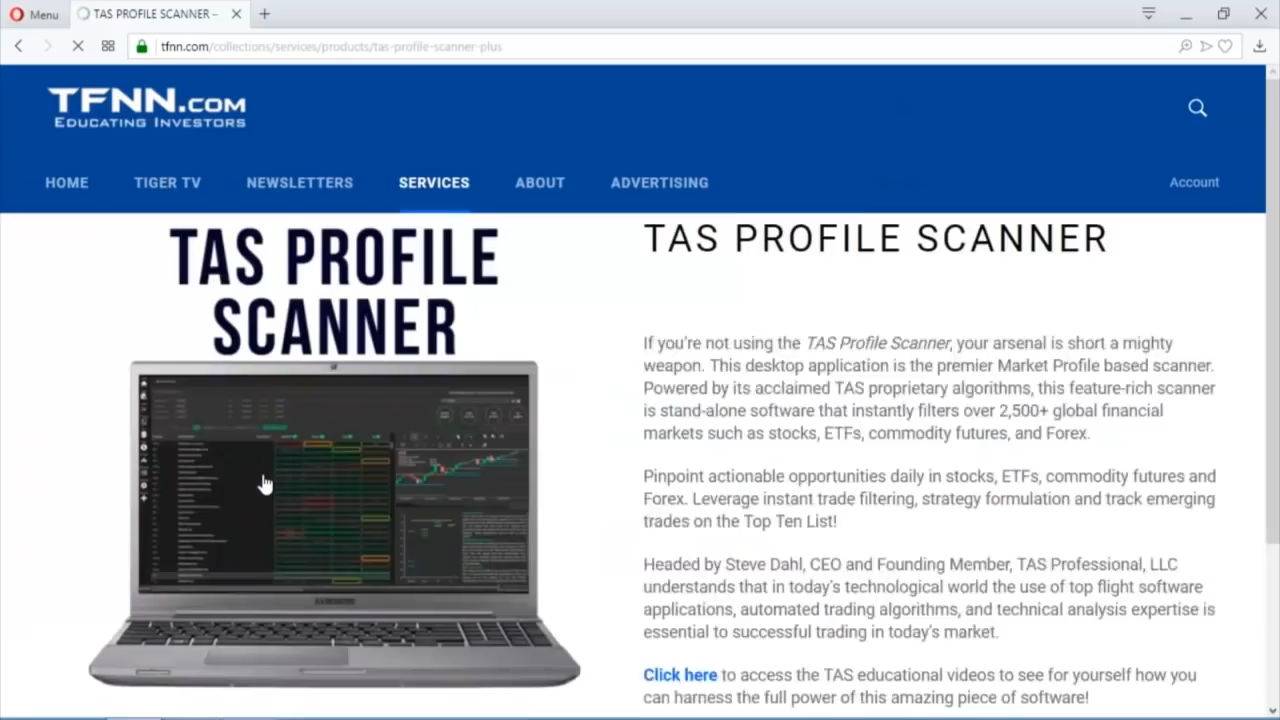 Menu
TAS PROFILE SCANNER –
tfnn.com/collections/services/products/tas-profile-scanner-plus
TFNN.COM
EDUCATING INVESTORS
HOME
TIGER TV
NEWSLETTERS
SERVICES
ABOUT
ADVERTISING
Account
TAS PROFILE
SCANNER
TAS PROFILE SCANNER
If you're not using the TAS Profile Scanner, your arsenal is short a mighty
weapon. This desktop application is the premier Market Profile based scanner.
Powered by its acclaimed TAS proprietary algorithms, this feature-rich scanner
is stand-alone software that instantly filters over 2,500+ global financial
markets such as stocks, ETFs, commodity futures, and Forex.
Pinpoint actionable opportunities daily in stocks, ETFs, commodity futures and
Forex. Leverage instant trade filtering, strategy formulation and track emerging
trades on the Top Ten List!
Headed by Steve Dahl, CEO and Founding Member, TAS Professional, LLC
understands that in today's technological world the use of top flight software
applications, automated trading algorithms, and technical analysis expertise is
essential to successful trading in today's market.
Click here to access the TAS educational videos to see for yourself how you
can harness the full power of this amazing piece of software!